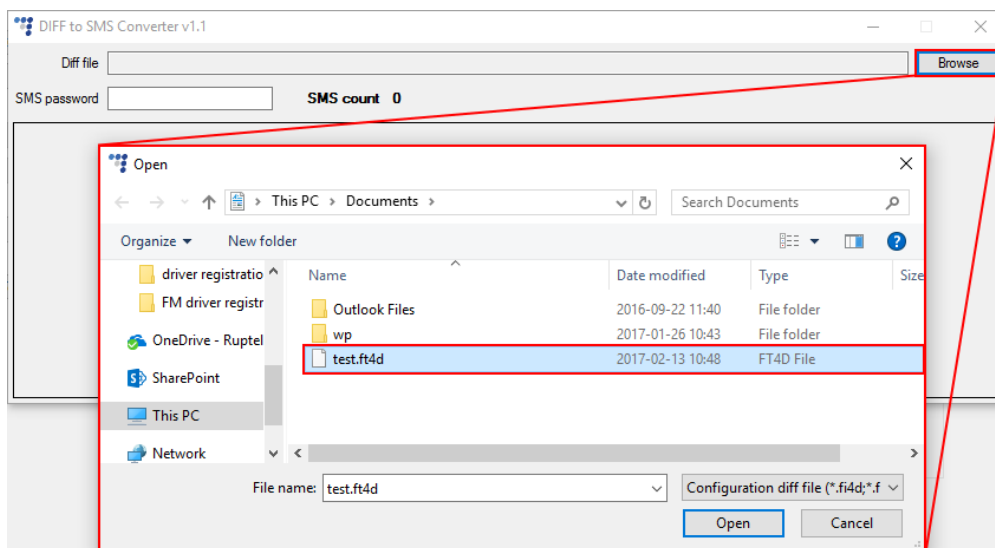 DIFF to SMS Converter v1.1
Diff file Browse
SMS password SMS count 0
Open
This PC > Documents > Search Documents
Organize New folder
driver registratio
FM driver registr
OneDrive - Ruptel
SharePoint
This PC
Network
Name Date modified Type Size
Outlook Files 2016-09-22 11:40 File folder
wp 2017-01-26 10:43 File folder
test.ft4d 2017-02-13 10:48 FT4D File
File name: test.ft4d Configuration diff file (*.fi4d;*.f
Open Cancel